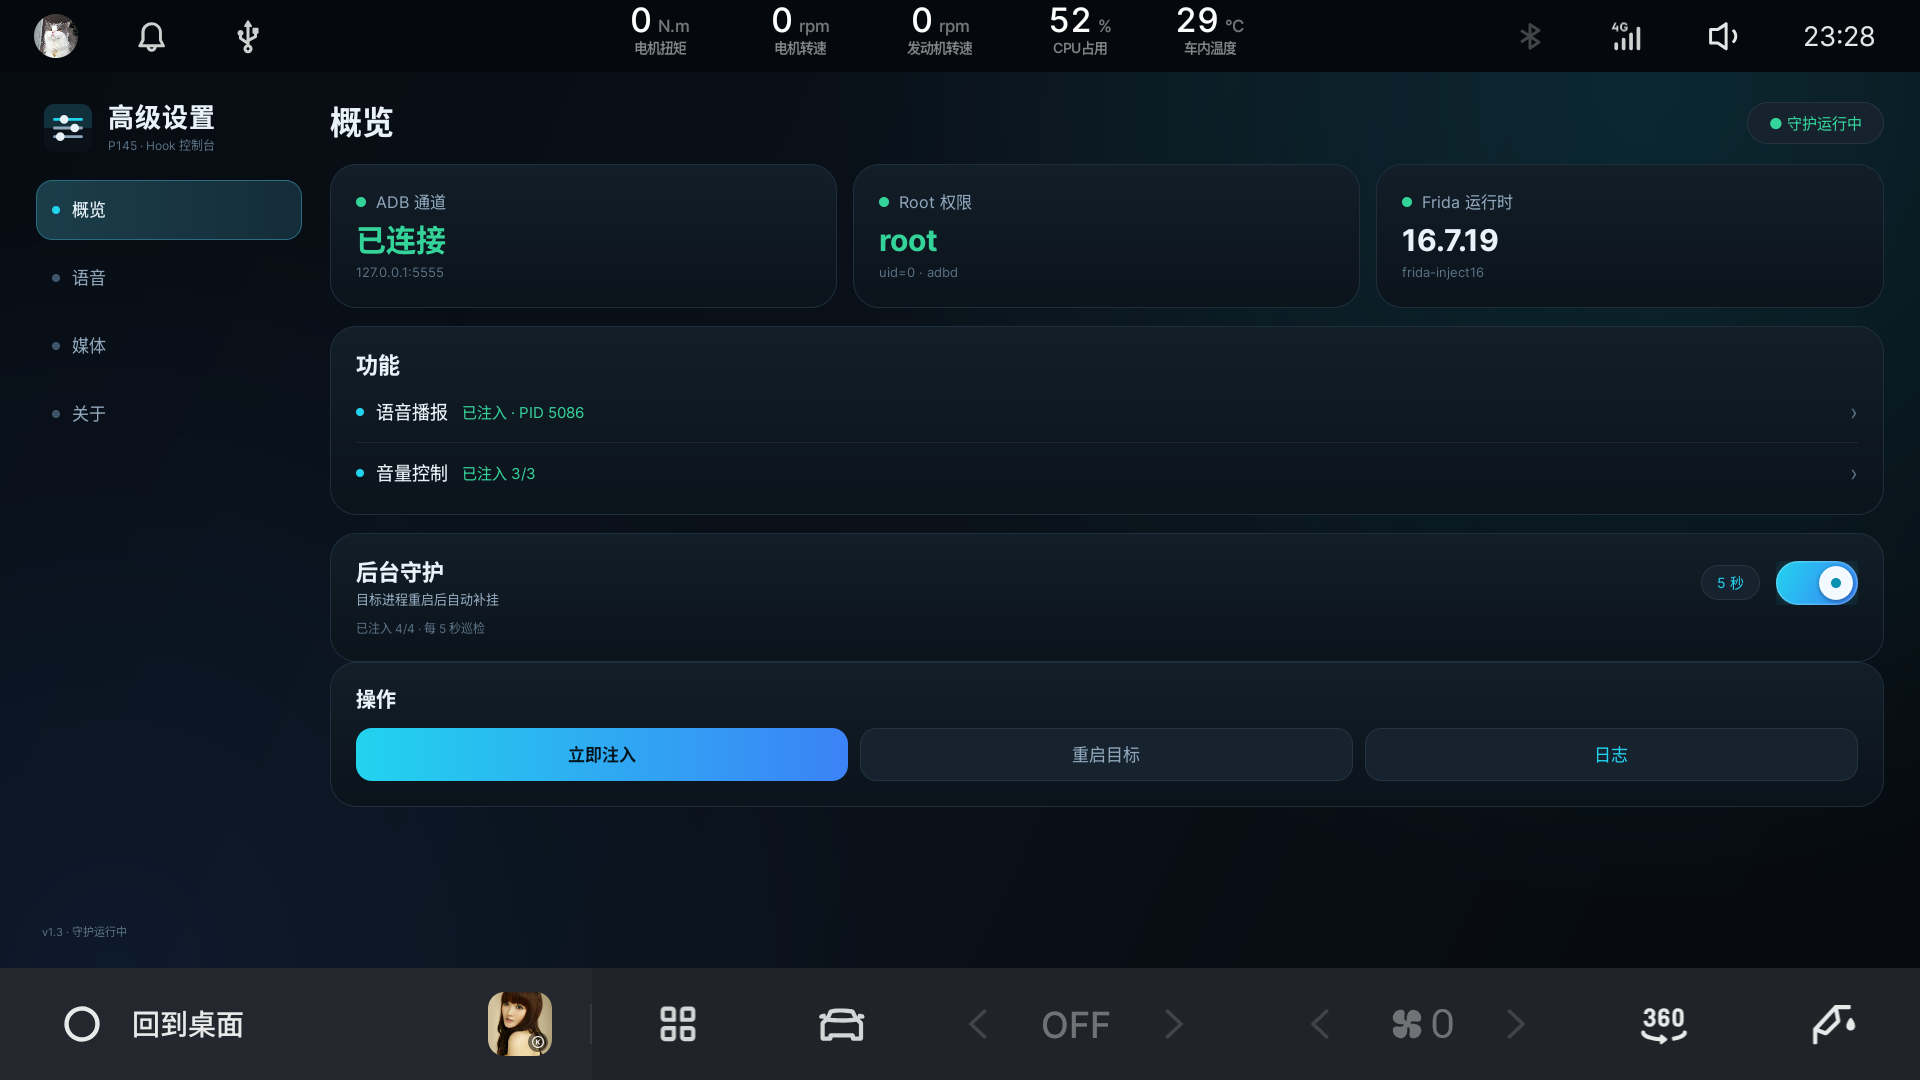 0 N.m
电机扭矩
0 rpm
电机转速
0 rpm
发动机转速
52 %
CPU占用
29 °C
车内温度
4G
23:28
高级设置
P145 · Hook 控制台
概览
语音
媒体
关于
v1.3 · 守护运行中
概览
守护运行中
ADB 通道
已连接
127.0.0.1:5555
Root 权限
root
uid=0 · adbd
Frida 运行时
16.7.19
frida-inject16
功能
语音播报 已注入 · PID 5086
音量控制 已注入 3/3
后台守护
目标进程重启后自动补挂
已注入 4/4 · 每 5 秒巡检
5 秒
操作
立即注入
重启目标
日志
回到桌面
K
OFF
0
360